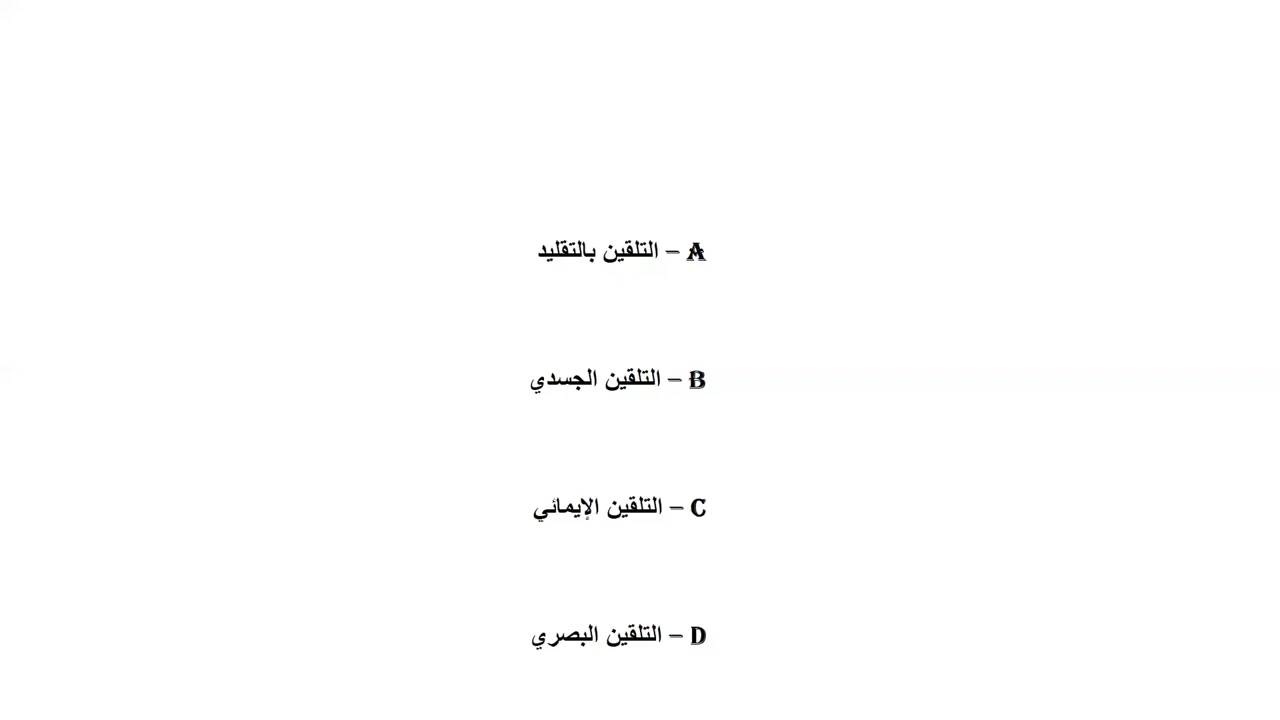 A – التلقين بالتقليد
B – التلقين الجسدي
C – التلقين الإيمائي
D – التلقين البصري